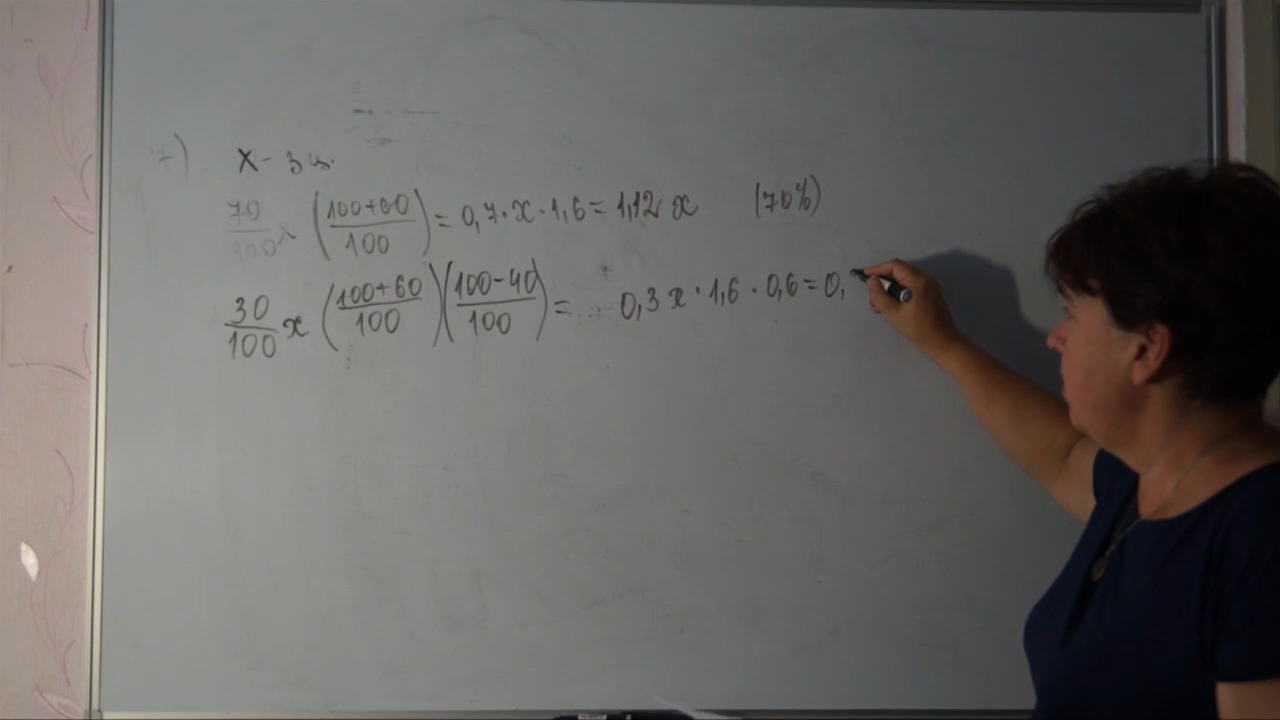 7) х - з ц.
70/100 х ((100+60)/100) = 0,7·х·1,6 = 1,12 х (70%)
30/100 х ((100+60)/100)((100-40)/100) = 0,3 х · 1,6 · 0,6 = 0,